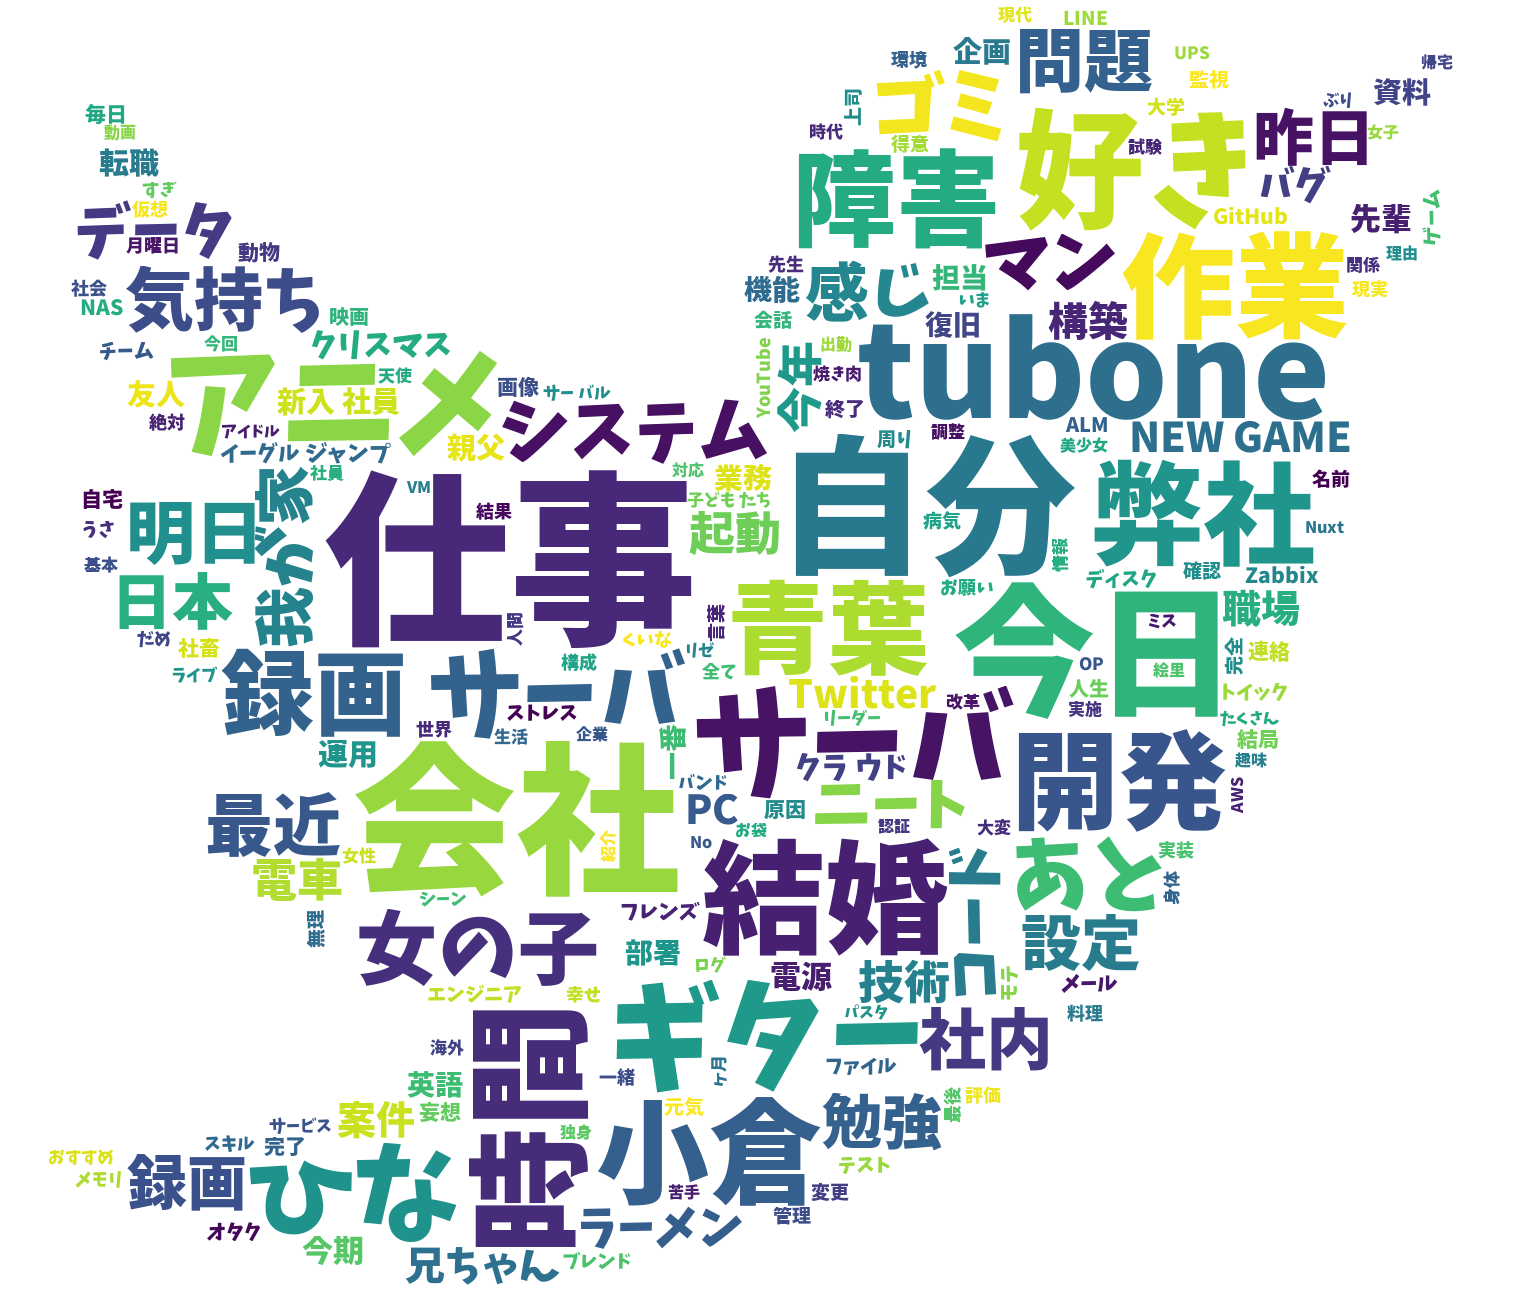 現代
LINE
企画
問題
環境
UPS
監視
帰宅
資料
ゴミ
上司
大学
ぶり
時代
得意
好き
試験
昨日
女子
毎日
動画
転職
すぎ
障害
バグ
GitHub
先輩
ゲーム
データ
仮想
月曜日
動物
マン
作業
理由
先生
関係
社会
NAS
気持ち
機能
感じ
担当
いま
現実
映画
会話
復旧
構築
チーム
今回
クリスマス
YouTube
今年
出勤
tubone
アニメ
天使
焼き肉
友人
新入 社員
画像
サー バル
終了
絶対
アイドル
システム
周り
調整
ALM
美少女
NEW GAME
イーグル ジャンプ
親父
社員
対応
業務
自分
弊社
名前
自宅
我が家
VM
仕事
結果
子ども たち
うさ
明日
起動
病気
Nuxt
基本
情報
確認
Zabbix
日本
お願い
ディスク
青葉
今日
職場
だめ
人間
言葉
ミス
社畜
くいな
リゼ
完全
連絡
ライブ
構成
全て
OP
絵里
録画
サーバ
Twitter
人生
トイック
ストレス
サーバ
改革
実施
世界
生活
企業
リーダー
たくさん
運用
一番
結局
会社
クラ ウド
開発
趣味
バンド
ニート
AWS
最近
PC
原因
お袋
認証
大変
No
電車
女性
紹介
結婚
ユーロ
あと
実装
シーン
身体
無理
女の子
フレンズ
設定
部署
ログ
電源
技術
モテ
メール
エンジニア
幸せ
ギター
パスタ
社内
料理
時間
海外
ファイル
英語
一緒
ヶ月
妄想
案件
元気
小倉
勉強
最後
評価
サービス
独身
スキル
完了
おすすめ
メモリ
録画
ひな
テスト
苦手
変更
オタク
ラーメン
管理
今期
兄ちゃん
ブレンド